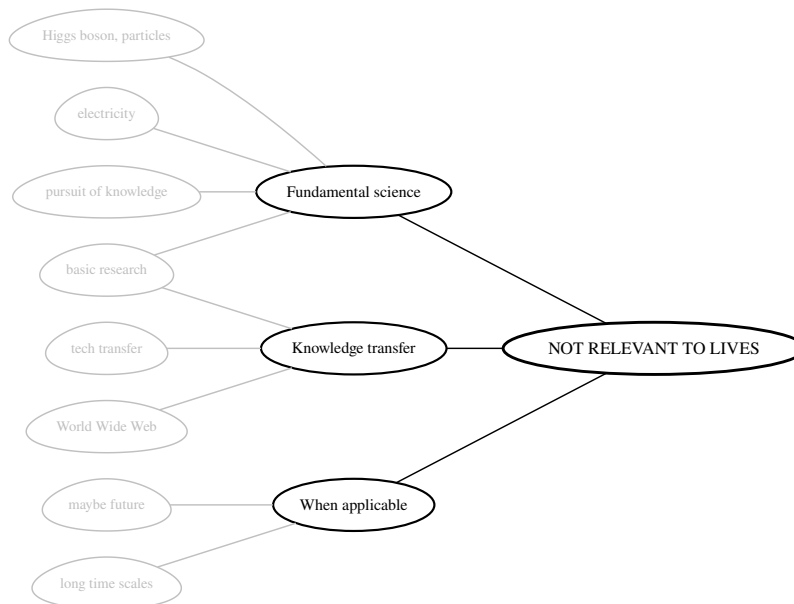 Higgs boson, particles
electricity
pursuit of knowledge
Fundamental science
basic research
tech transfer
Knowledge transfer
NOT RELEVANT TO LIVES
World Wide Web
maybe future
When applicable
long time scales